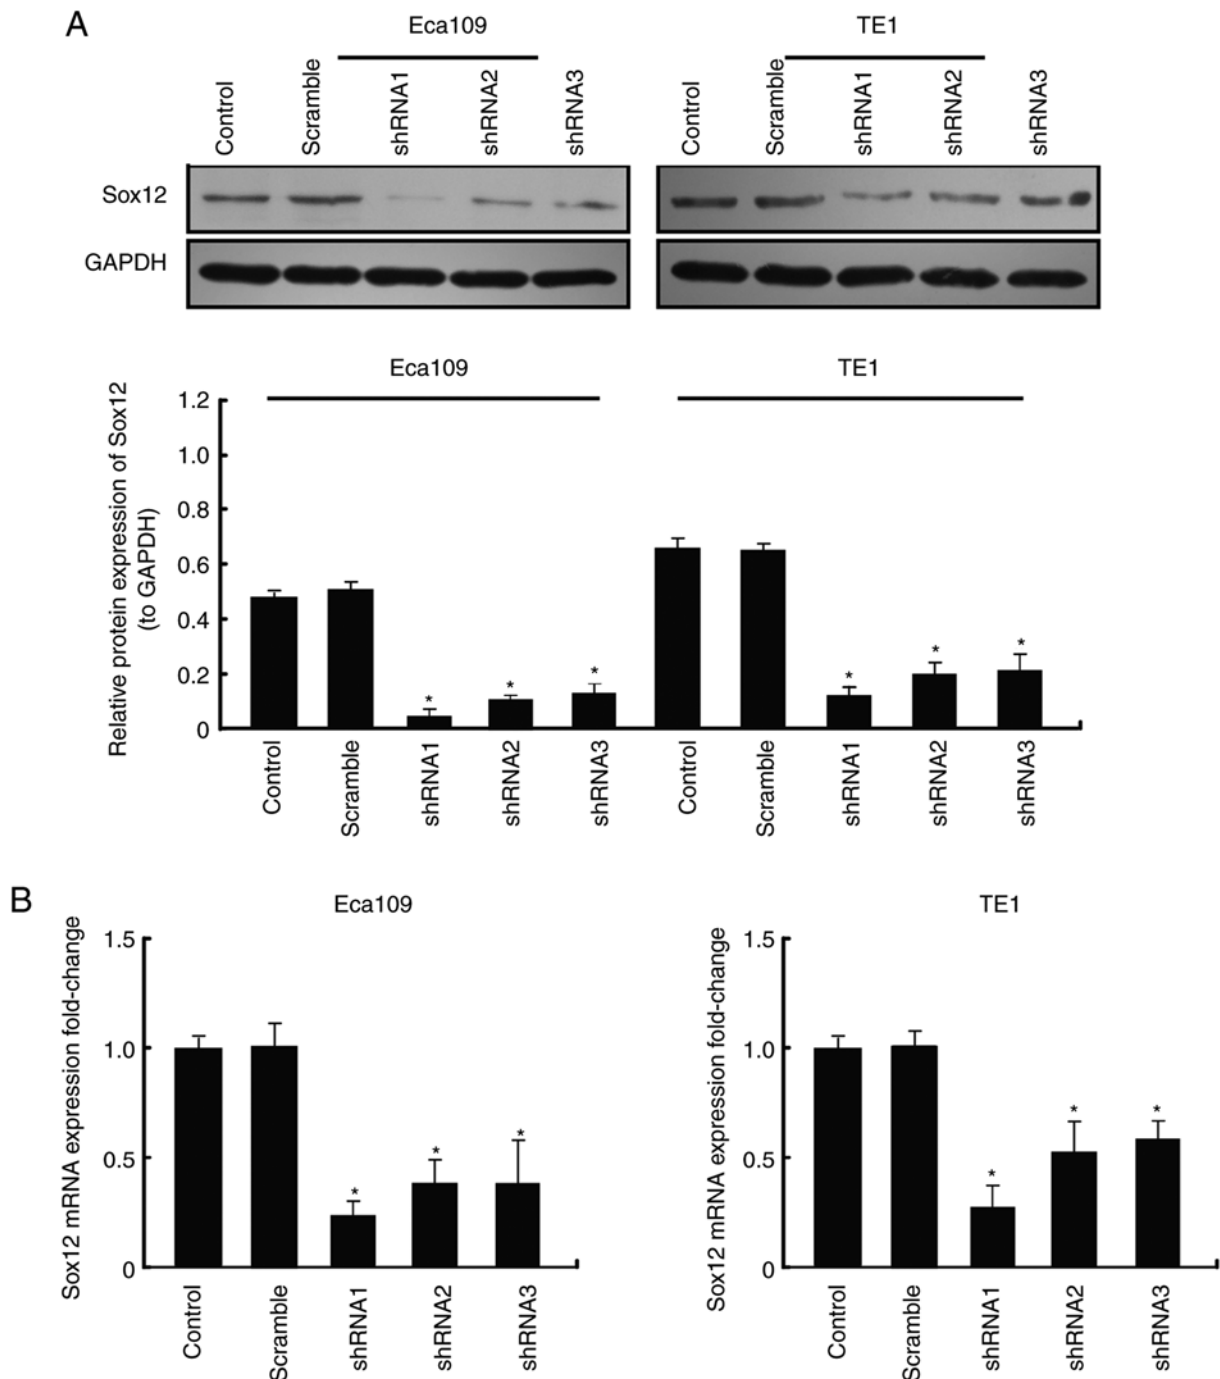 A
Eca109
TE1
Control
Scramble
shRNA1
shRNA2
shRNA3
Control
Scramble
shRNA1
shRNA2
shRNA3
Sox12
GAPDH
Eca109
TE1
Relative protein expression of Sox12
(to GAPDH)
1.2
1.0
0.8
0.6
0.4
0.2
0
* * * * * *
Control
Scramble
shRNA1
shRNA2
shRNA3
Control
Scramble
shRNA1
shRNA2
shRNA3
B
Eca109
Sox12 mRNA expression fold-change
1.5
1.0
0.5
0
* * *
Control
Scramble
shRNA1
shRNA2
shRNA3
TE1
Sox12 mRNA expression fold-change
1.5
1.0
0.5
0
* * *
Control
Scramble
shRNA1
shRNA2
shRNA3